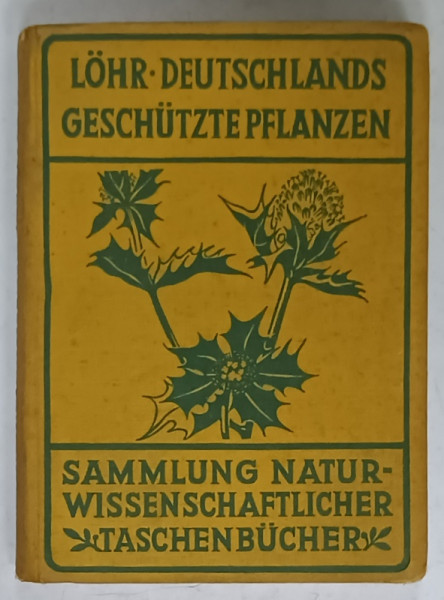 LÖHR · DEUTSCHLANDS
GESCHÜTZTE PFLANZEN
SAMMLUNG NATUR-
WISSENSCHAFTLICHER
TASCHENBÜCHER